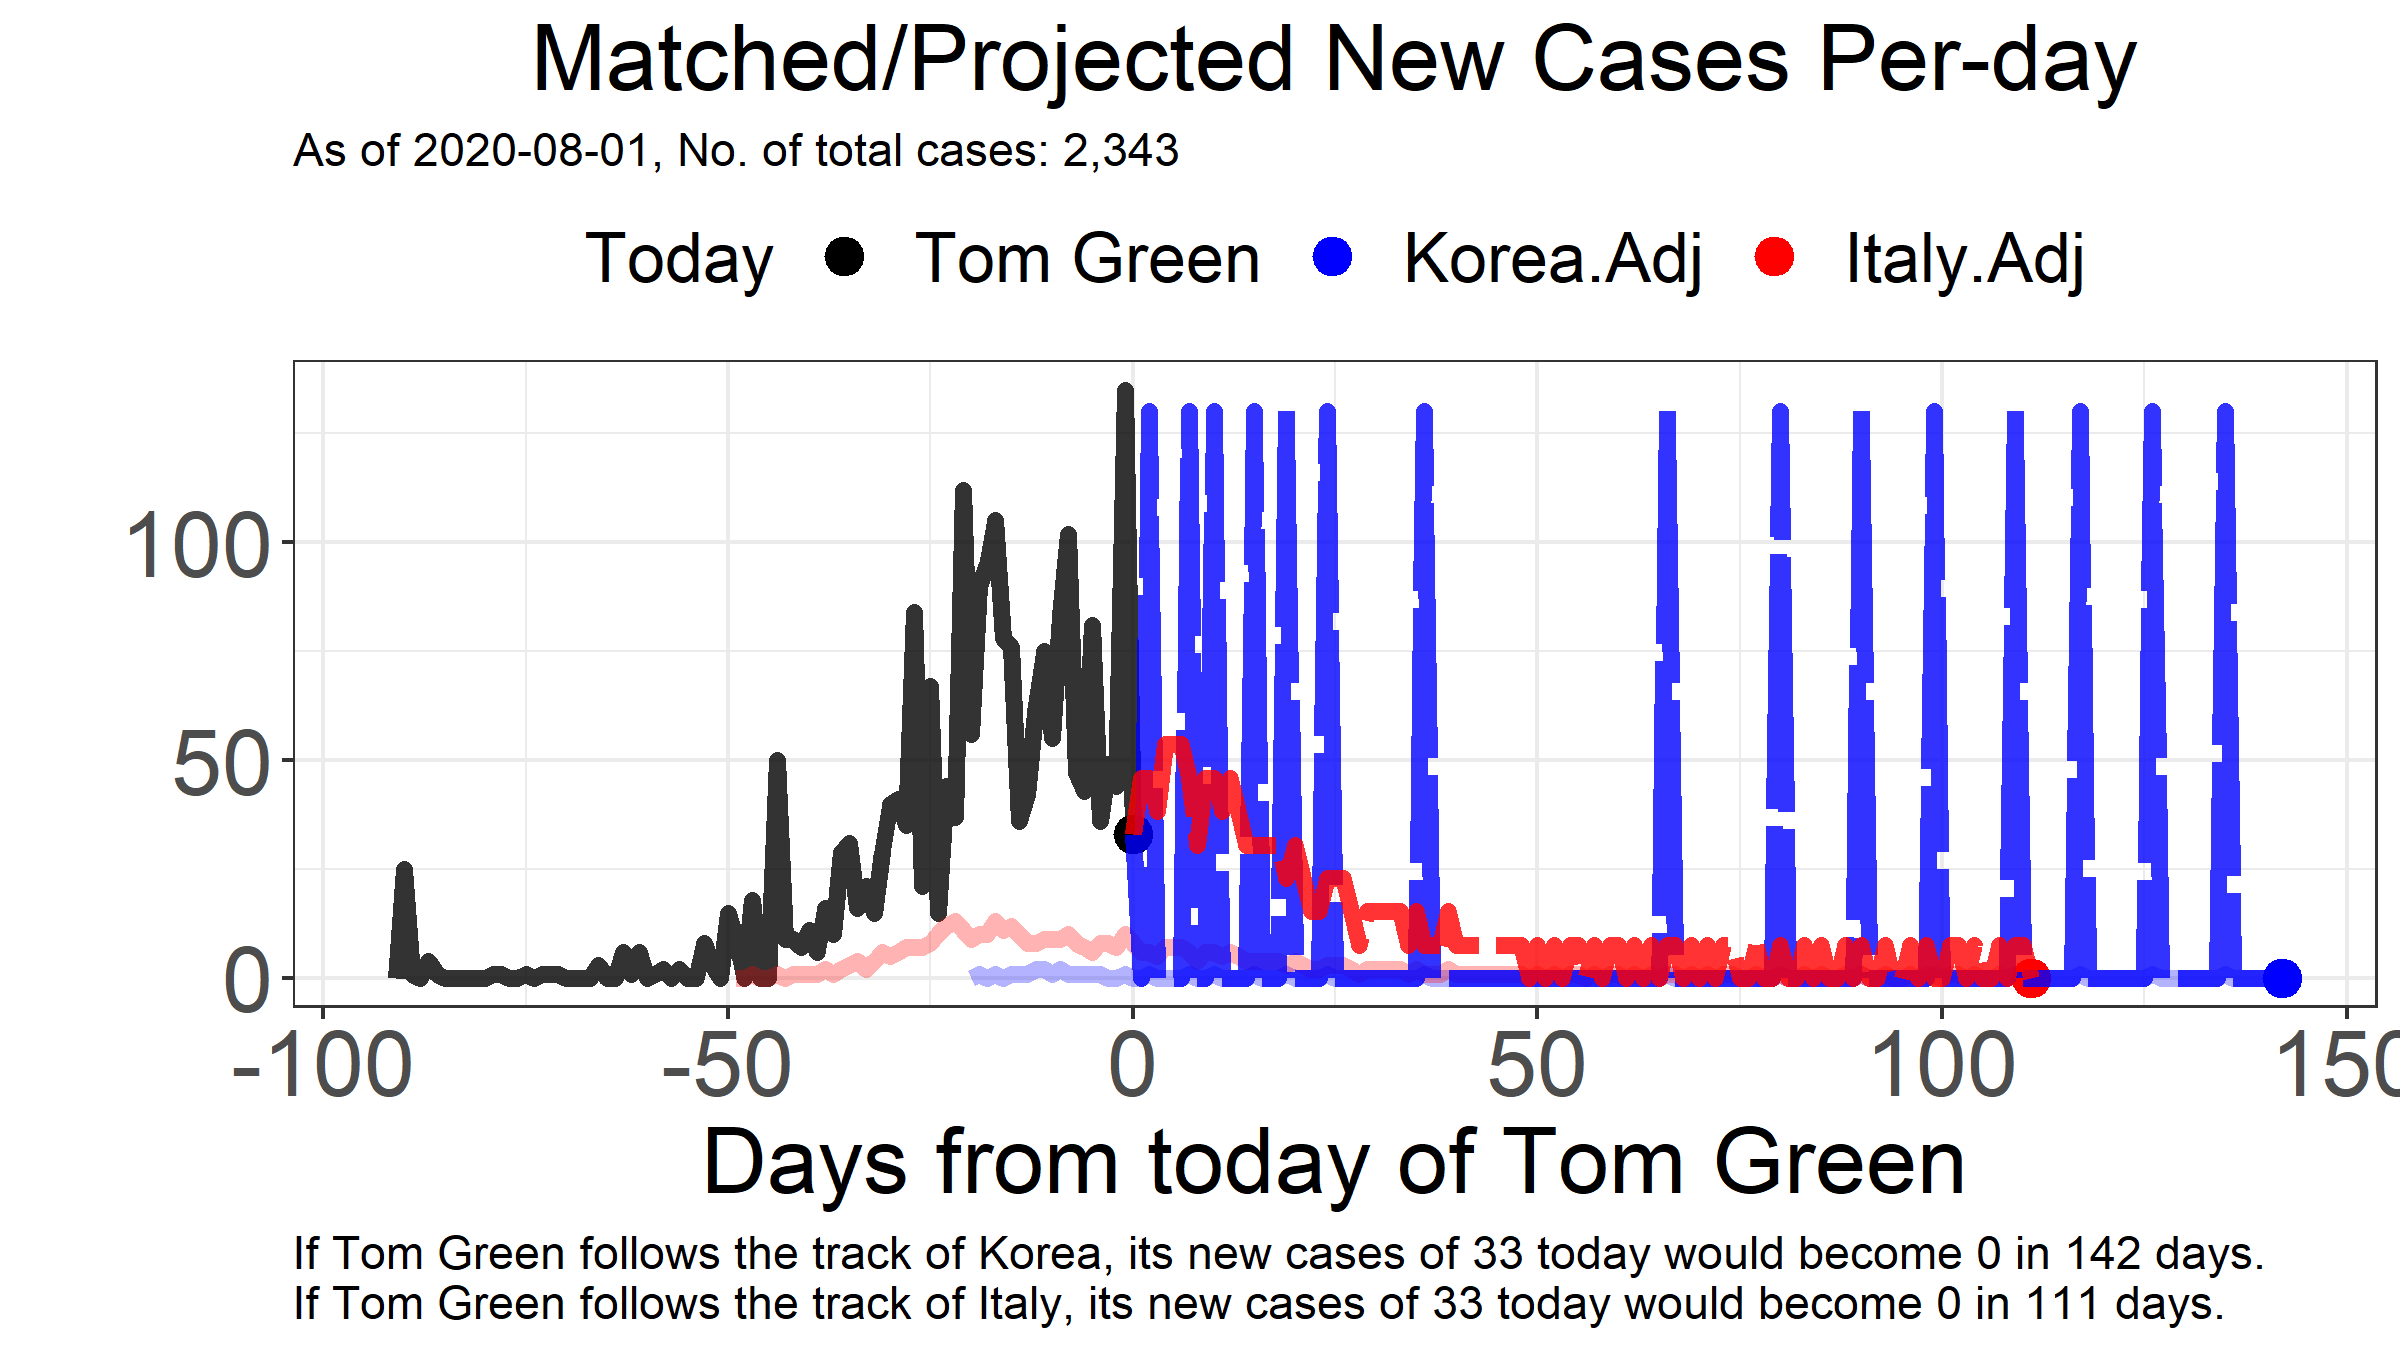 Matched/Projected New Cases Per-day
As of 2020-08-01, No. of total cases: 2,343
Today Tom Green Korea.Adj Italy.Adj
100
50
0
-100 -50 0 50 100 150
Days from today of Tom Green
If Tom Green follows the track of Korea, its new cases of 33 today would become 0 in 142 days.
If Tom Green follows the track of Italy, its new cases of 33 today would become 0 in 111 days.